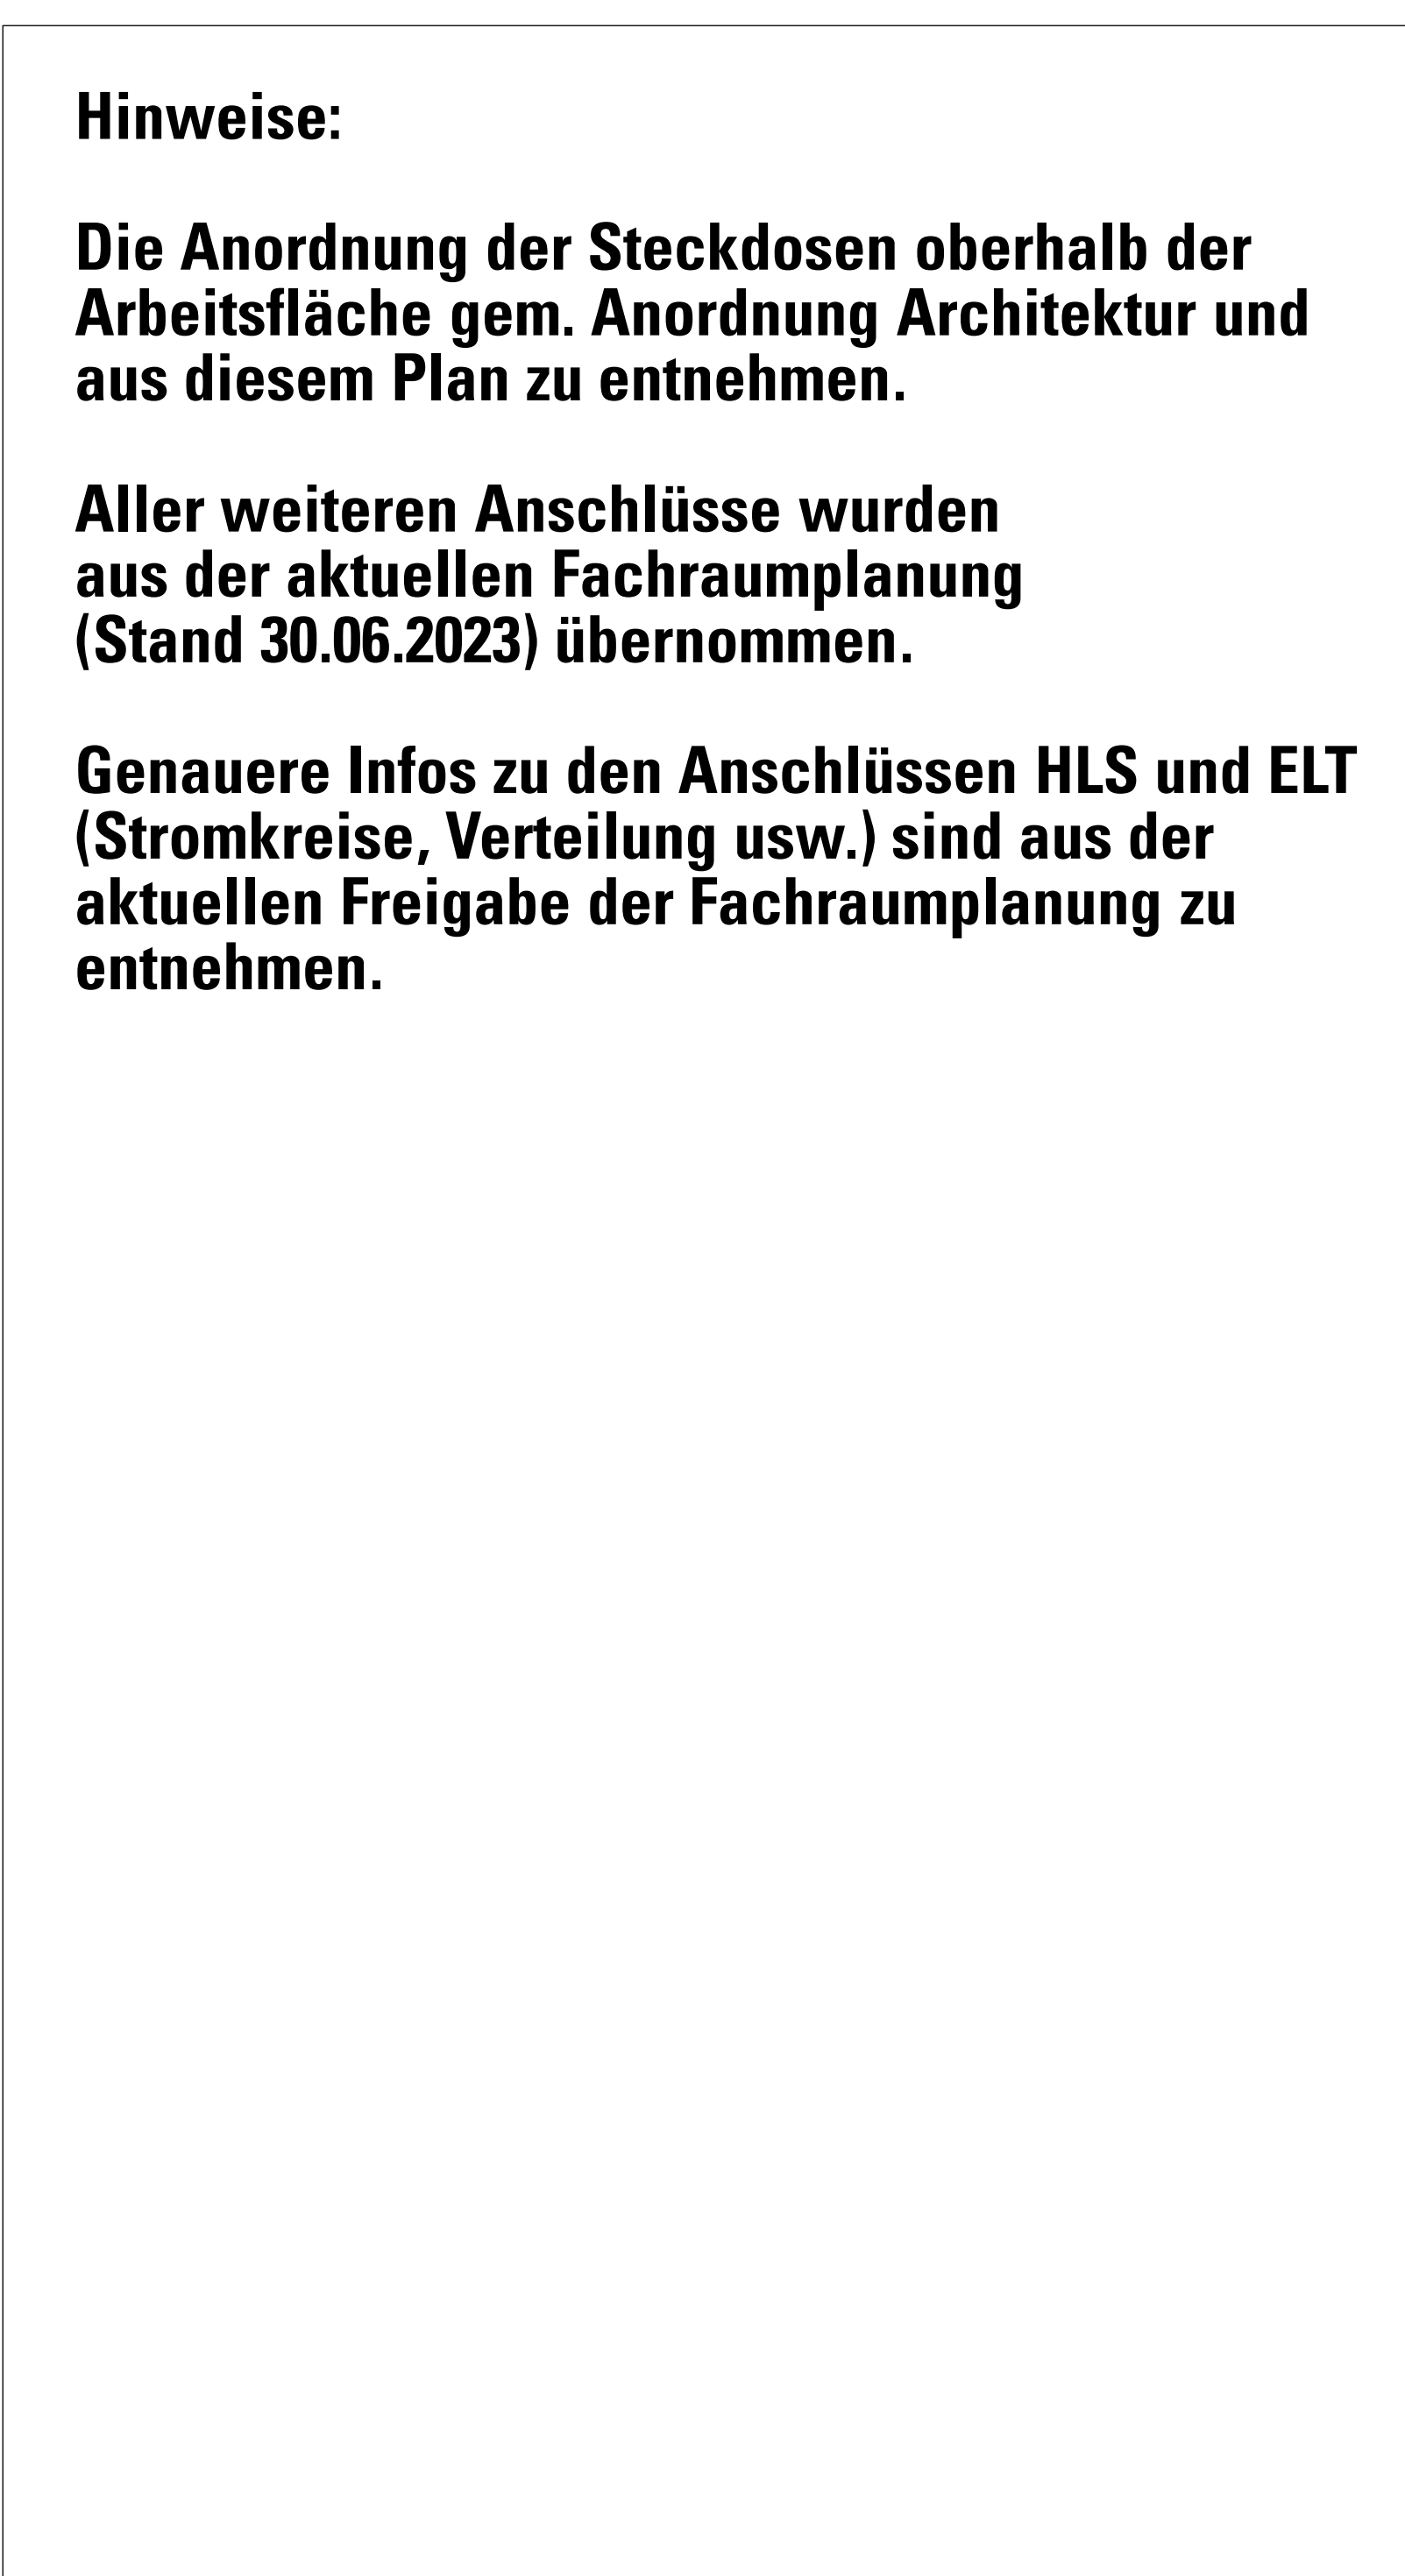 Hinweise:
Die Anordnung der Steckdosen oberhalb der
Arbeitsfläche gem. Anordnung Architektur und
aus diesem Plan zu entnehmen.
Aller weiteren Anschlüsse wurden
aus der aktuellen Fachraumplanung
(Stand 30.06.2023) übernommen.
Genauere Infos zu den Anschlüssen HLS und ELT
(Stromkreise, Verteilung usw.) sind aus der
aktuellen Freigabe der Fachraumplanung zu
entnehmen.